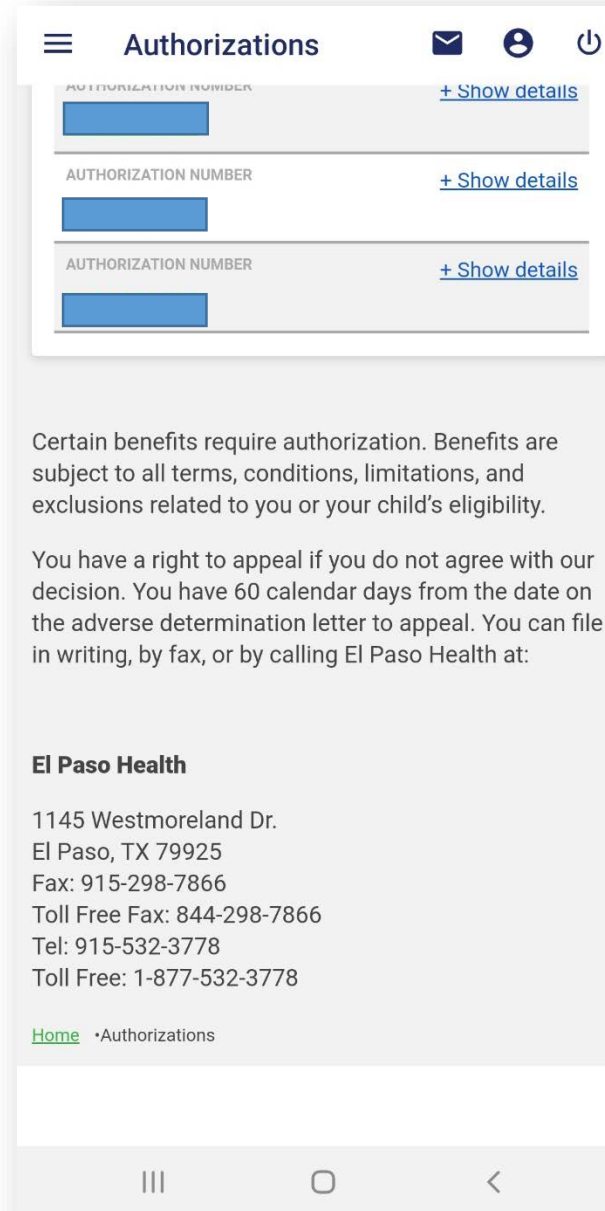 Authorizations
AUTHORIZATION NUMBER
+ Show details
AUTHORIZATION NUMBER
+ Show details
AUTHORIZATION NUMBER
+ Show details
Certain benefits require authorization. Benefits are
subject to all terms, conditions, limitations, and
exclusions related to you or your child’s eligibility.
You have a right to appeal if you do not agree with our
decision. You have 60 calendar days from the date on
the adverse determination letter to appeal. You can file
in writing, by fax, or by calling El Paso Health at:
El Paso Health
1145 Westmoreland Dr.
El Paso, TX 79925
Fax: 915-298-7866
Toll Free Fax: 844-298-7866
Tel: 915-532-3778
Toll Free: 1-877-532-3778
Home •Authorizations